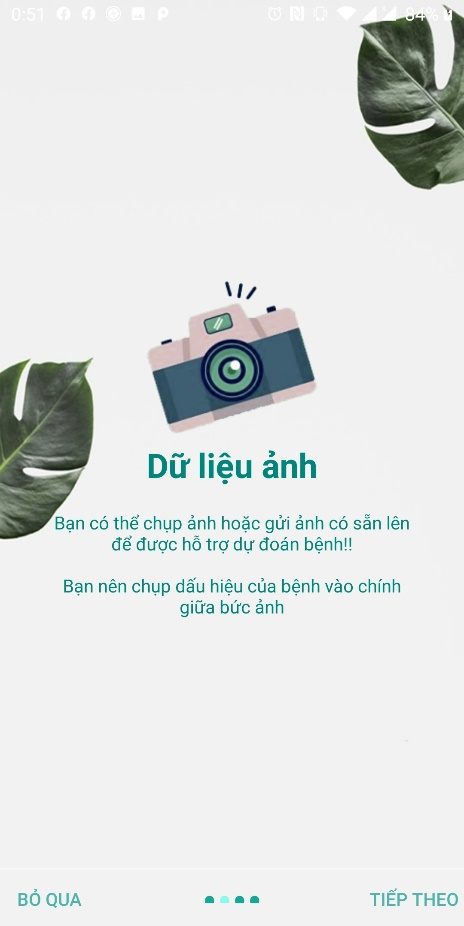 0:51
84%
Dữ liệu ảnh
Bạn có thể chụp ảnh hoặc gửi ảnh có sẵn lên
để được hỗ trợ dự đoán bệnh!!
Bạn nên chụp dấu hiệu của bệnh vào chính
giữa bức ảnh
BỎ QUA
TIẾP THEO